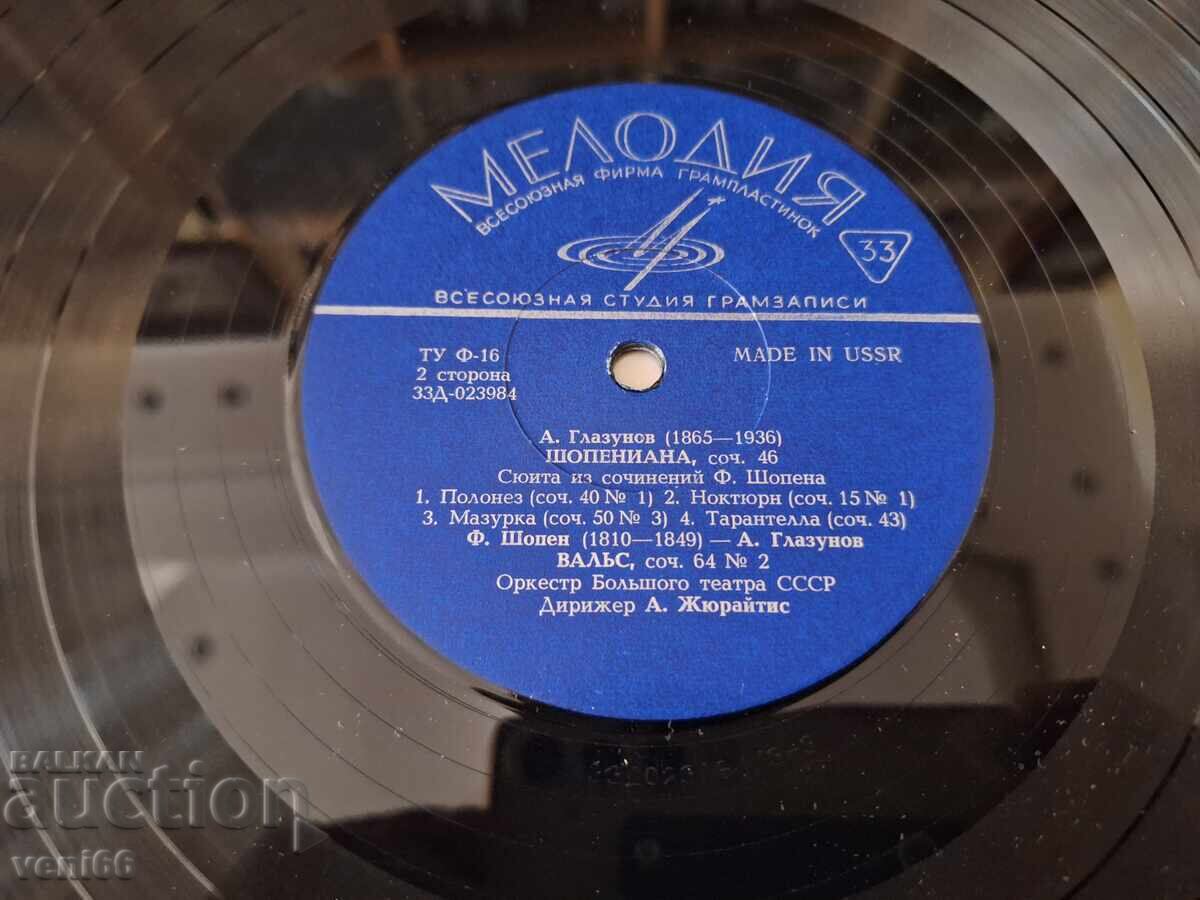 МЕЛОДИЯ
ВСЕСОЮЗНАЯ ФИРМА ГРАМПЛАСТИНОК
33
ВСЕСОЮЗНАЯ СТУДИЯ ГРАМЗАПИСИ
ТУ Ф-16
MADE IN USSR
2 сторона
33Д-023984
А. Глазунов (1865—1936)
ШОПЕНИАНА, соч. 46
Сюита из сочинений Ф. Шопена
1. Полонез (соч. 40 № 1) 2. Ноктюрн (соч. 15 № 1)
3. Мазурка (соч. 50 № 3) 4. Тарантелла (соч. 43)
Ф. Шопен (1810—1849) — А. Глазунов
ВАЛЬС, соч. 64 № 2
Оркестр Большого театра СССР
Дирижер А. Жюрайтис
BALKAN
auction
veni66